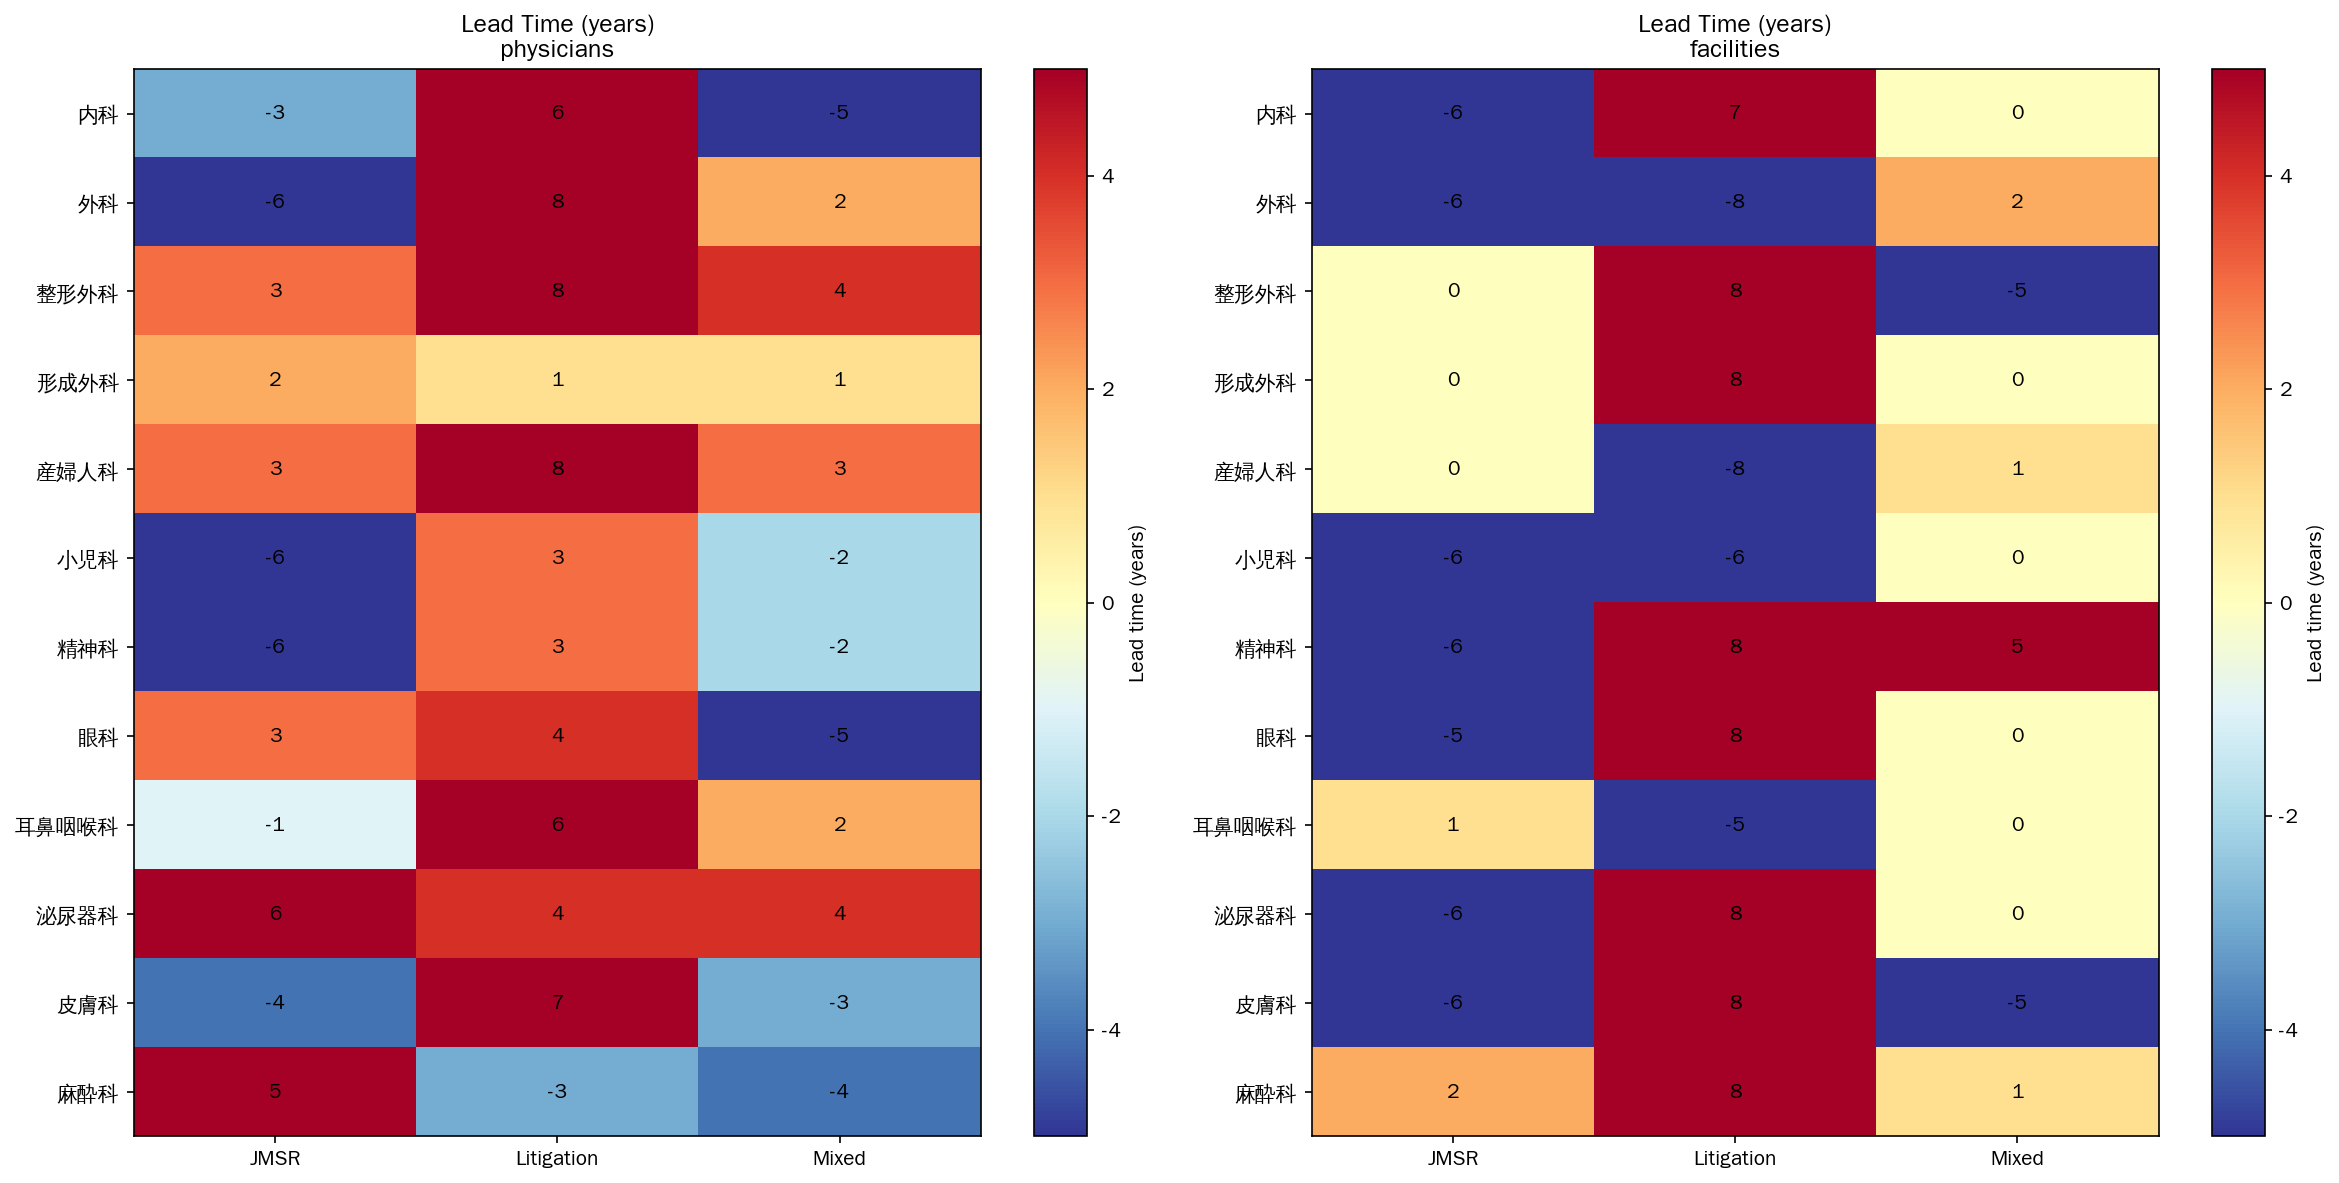 Lead Time (years)
physicians
内科 -3 6 -5
外科 -6 8 2
整形外科 3 8 4
形成外科 2 1 1
産婦人科 3 8 3
小児科 -6 3 -2
精神科 -6 3 -2
眼科 3 4 -5
耳鼻咽喉科 -1 6 2
泌尿器科 6 4 4
皮膚科 -4 7 -3
麻酔科 5 -3 -4
JMSR Litigation Mixed
4
2
0
-2
-4
Lead time (years)
Lead Time (years)
facilities
内科 -6 7 0
外科 -6 -8 2
整形外科 0 8 -5
形成外科 0 8 0
産婦人科 0 -8 1
小児科 -6 -6 0
精神科 -6 8 5
眼科 -5 8 0
耳鼻咽喉科 1 -5 0
泌尿器科 -6 8 0
皮膚科 -6 8 -5
麻酔科 2 8 1
JMSR Litigation Mixed
4
2
0
-2
-4
Lead time (years)